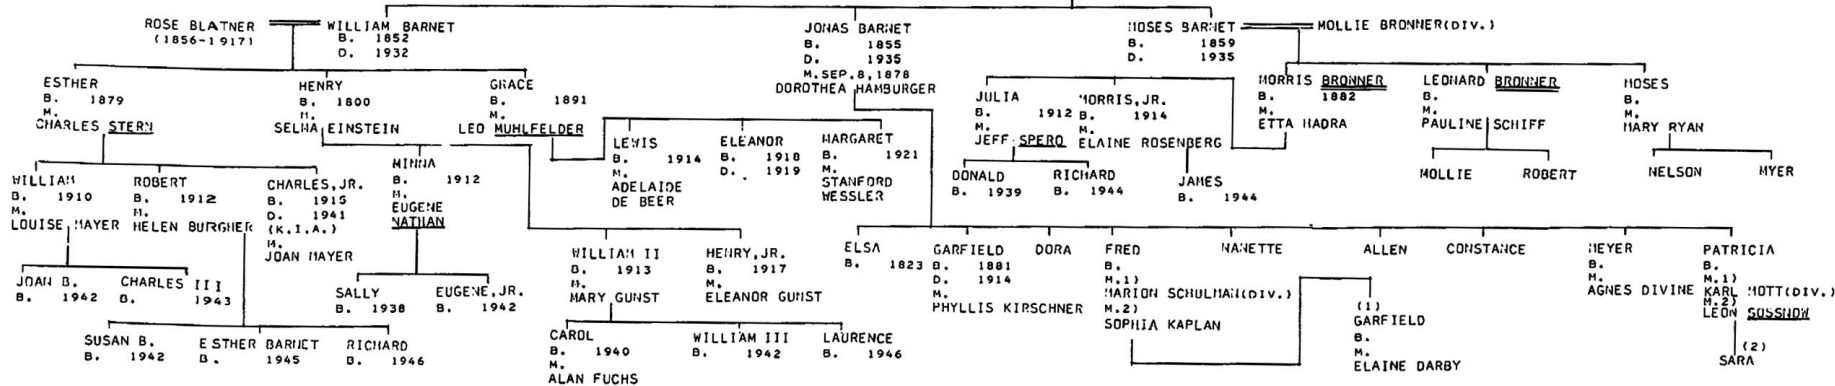 ROSE BLATNER
(1856-1917)
WILLIAM BARNET
B. 1852
D. 1932
JONAS BARNET
B. 1855
D. 1935
M.SEP.8,1878
DOROTHEA HAMBURGER
MOSES BARNET
B. 1859
D. 1935
MOLLIE BRONNER(DIV.)
ESTHER
B. 1879
M.
CHARLES STERN
HENRY
B. 1800
M.
SELMA EINSTEIN
GRACE
B. 1891
M.
LEO MUHLFELDER
LEWIS
B. 1914
M.
ADELAIDE
DE BEER
ELEANOR
B. 1918
D. 1919
MARGARET
B. 1921
M.
STANFORD
WESSLER
JULIA
B. 1912
M.
JEFF SPERO
MORRIS,JR.
B. 1914
M.
ELAINE ROSENBERG
MORRIS BRONNER
B. 1882
M.
ETTA HADRA
LEONARD BRONNER
B.
M.
PAULINE SCHIFF
MOSES
B.
M.
MARY RYAN
DONALD
B. 1939
RICHARD
B. 1944
JAMES
B. 1944
MOLLIE
ROBERT
NELSON
MYER
WILLIAM
B. 1910
M.
LOUISE MAYER
ROBERT
B. 1912
M.
HELEN BURGHER
CHARLES,JR.
B. 1915
D. 1941
(K.I.A.)
M.
JOAN MAYER
MINNA
B. 1912
M.
EUGENE
NATHAN
WILLIAM II
B. 1913
M.
MARY GUNST
HENRY,JR.
B. 1917
M.
ELEANOR GUNST
ELSA
B. 1823
GARFIELD
B. 1881
D. 1914
M.
PHYLLIS KIRSCHNER
DORA
FRED
B.
M.1)
MARION SCHULMAN(DIV.)
M.2)
SOPHIA KAPLAN
NANETTE
ALLEN
CONSTANCE
MEYER
B.
M.
AGNES DIVINE
PATRICIA
B.
M.1)
KARL MOTT(DIV.)
M.2)
LEON SOSSNOW
JOAN B.
B. 1942
CHARLES III
B. 1943
SALLY
B. 1938
EUGENE,JR.
B. 1942
(1)
GARFIELD
B.
M.
ELAINE DARBY
(2)
SARA
SUSAN B.
B. 1942
ESTHER BARNET
B. 1945
RICHARD
B. 1946
CAROL
B. 1940
M.
ALAN FUCHS
WILLIAM III
B. 1942
LAURENCE
B. 1946